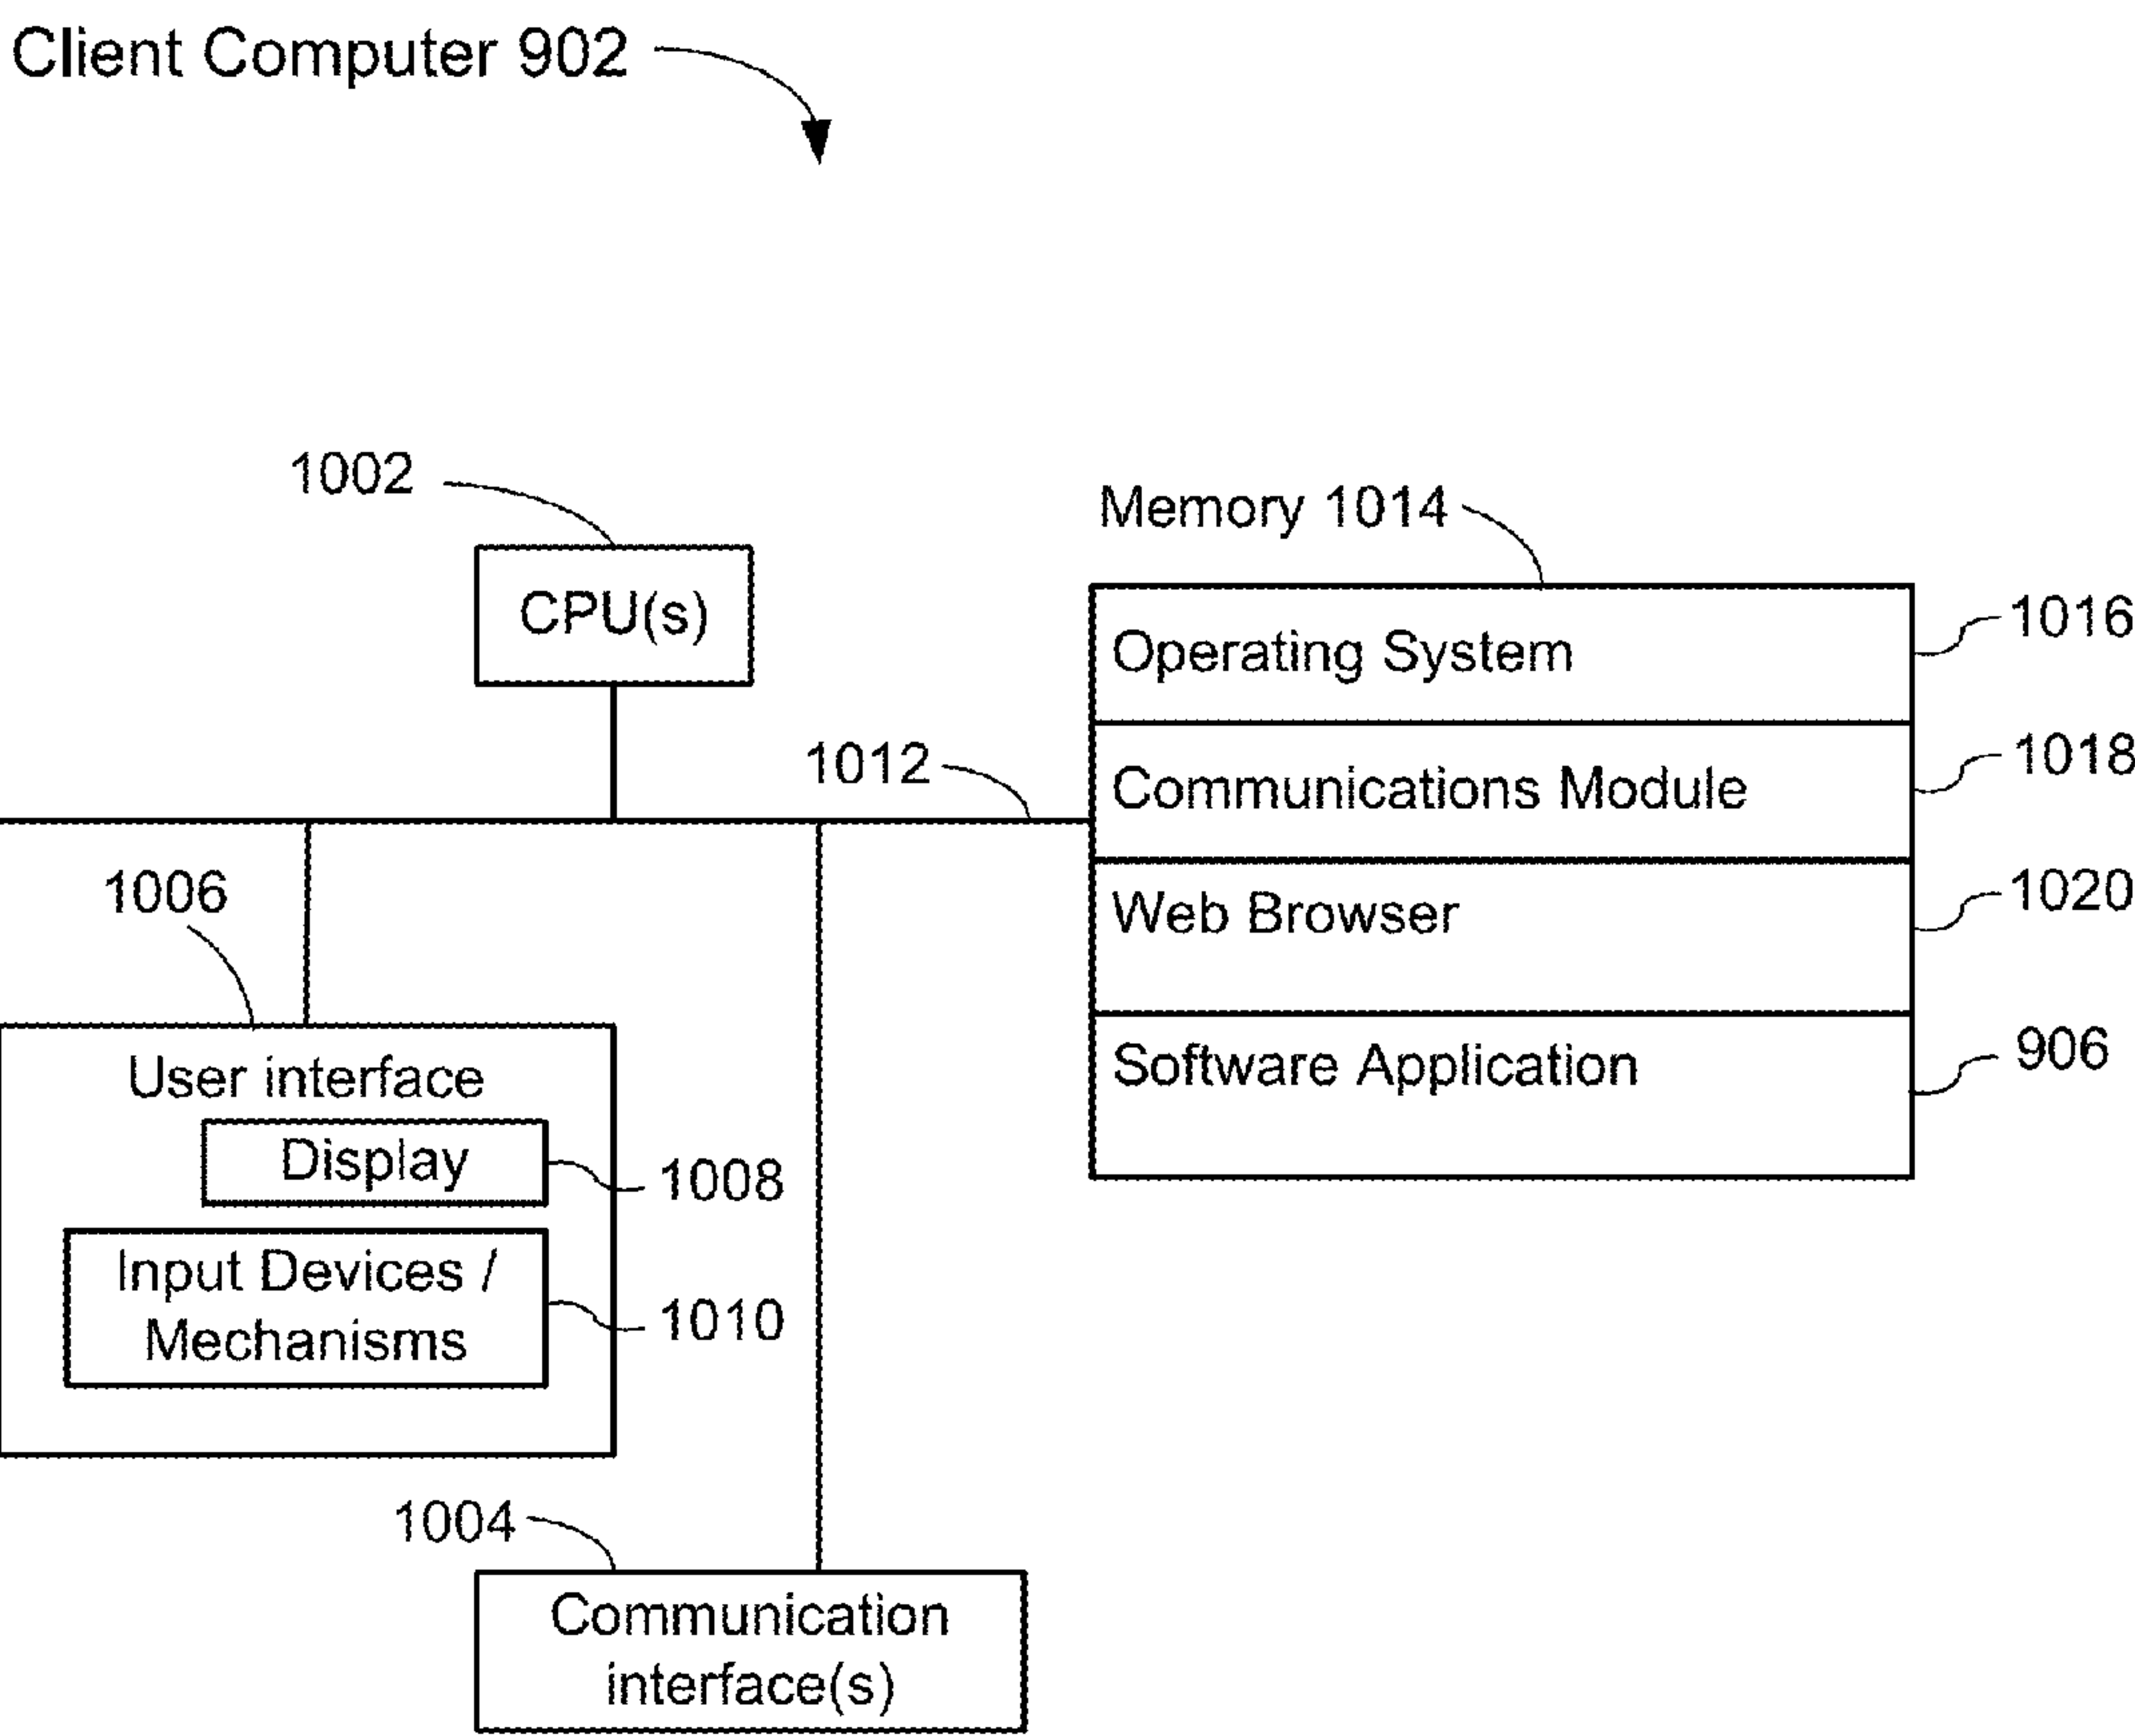 Client Computer 902
1002
CPU(s)
Memory 1014
Operating System
1016
1012
Communications Module
1018
Web Browser
1020
Software Application
906
1006
User interface
Display
1008
Input Devices /
Mechanisms
1010
1004
Communication
interface(s)